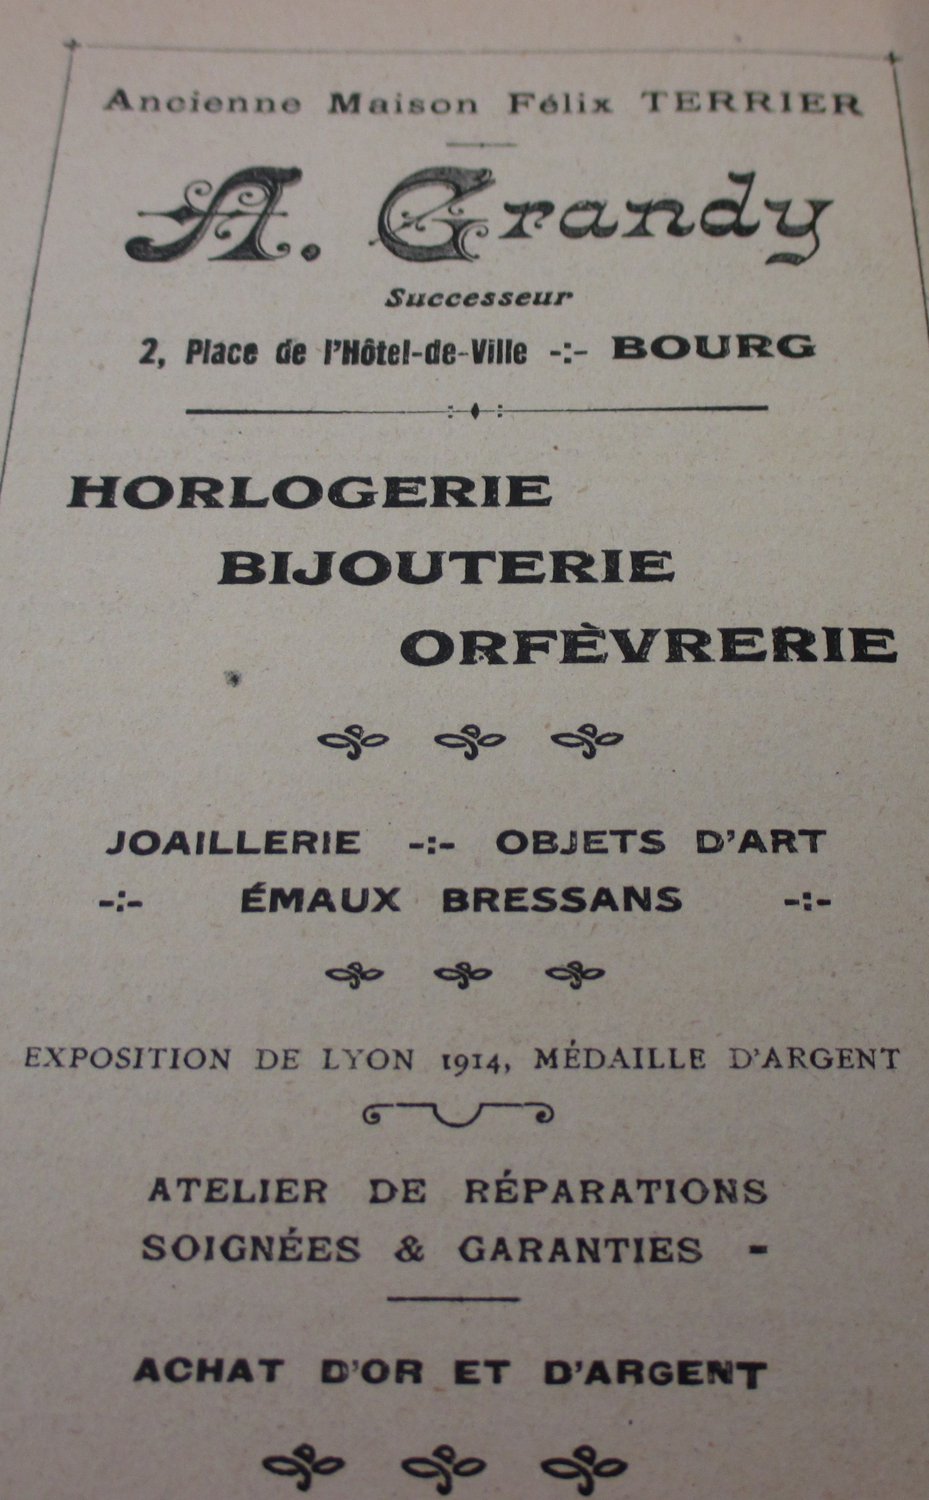 Ancienne Maison Félix TERRIER
A. Grandy
Successeur
2, Place de l'Hôtel-de-Ville -:- BOURG
HORLOGERIE
BIJOUTERIE
ORFÈVRERIE
JOAILLERIE -:- OBJETS D'ART
-:- ÉMAUX BRESSANS -:-
EXPOSITION DE LYON 1914, MÉDAILLE D'ARGENT
ATELIER DE RÉPARATIONS
SOIGNÉES & GARANTIES -
ACHAT D'OR ET D'ARGENT